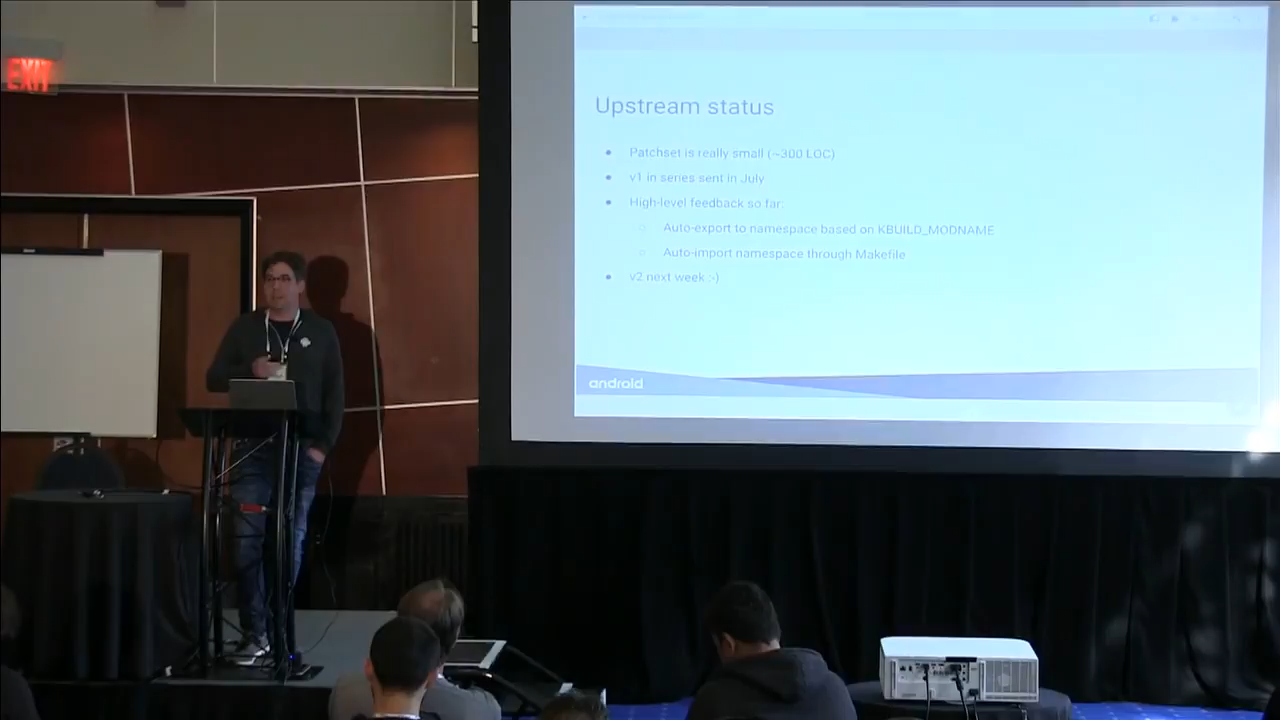 EXIT
Upstream status
Patchset is really small (~300 LOC)
v1 in series sent in July
High-level feedback so far:
Auto-export to namespace based on KBUILD_MODNAME
Auto-import namespace through Makefile
v2 next week :-)
android